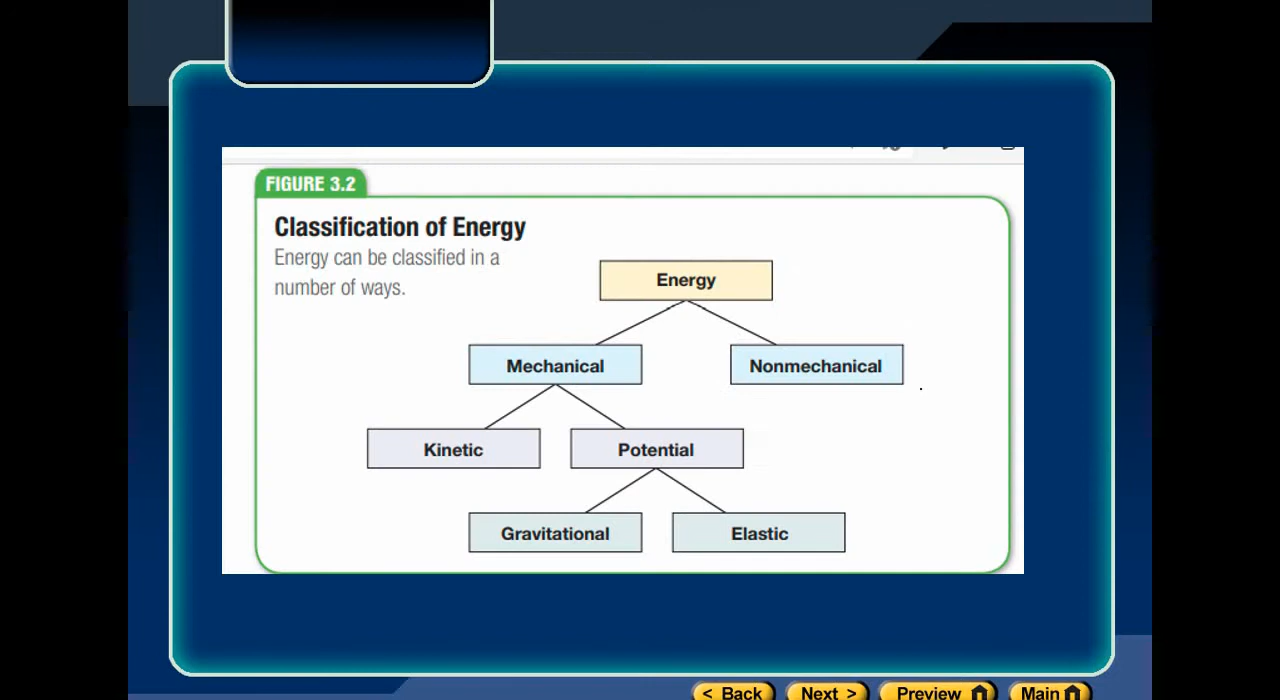 FIGURE 3.2
Classification of Energy
Energy can be classified in a
number of ways.
Energy
Mechanical
Nonmechanical
Kinetic
Potential
Gravitational
Elastic
< Back
Next >
Preview
Main